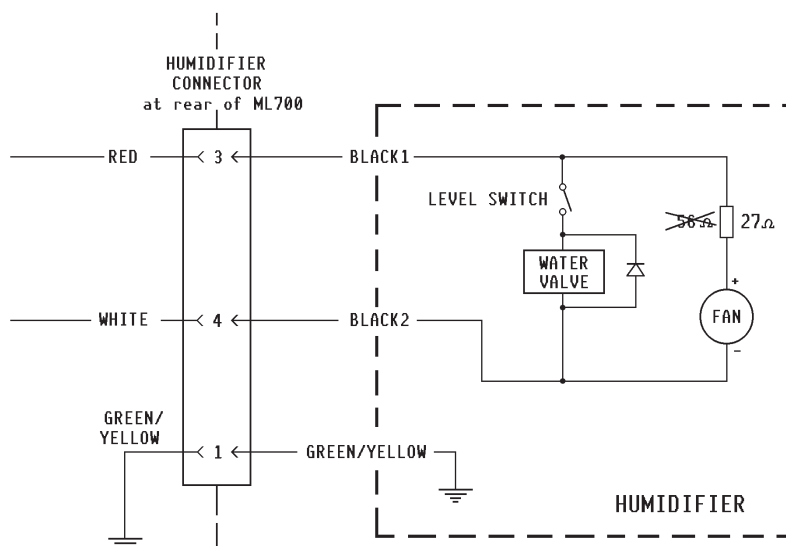 HUMIDIFIER
CONNECTOR
at rear of ML700
RED
3
BLACK1
LEVEL SWITCH
56Ω
27Ω
WATER
VALVE
+
FAN
-
WHITE
4
BLACK2
GREEN/
YELLOW
1
GREEN/YELLOW
HUMIDIFIER